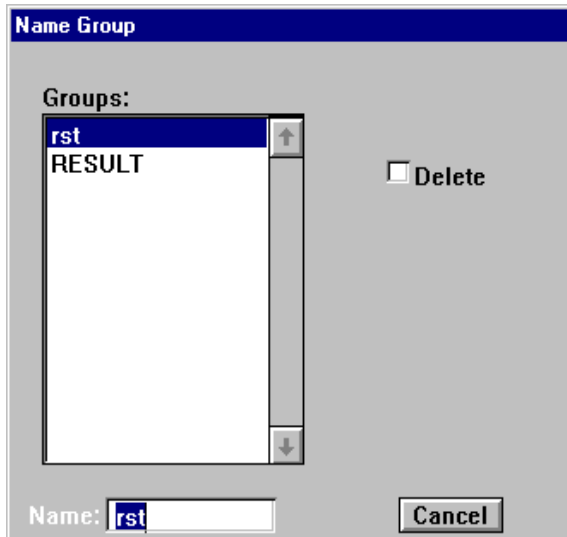 Name Group
Groups:
rst
RESULT
Delete
Name: rst
Cancel